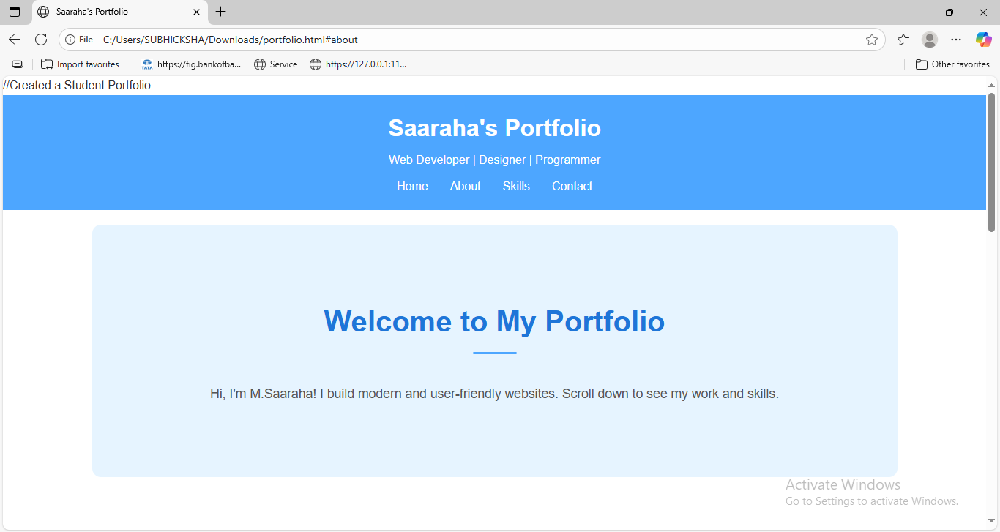 Saaraha's Portfolio
File C:/Users/SUBHICKSHA/Downloads/portfolio.html#about
Import favorites TATA https://fig.bankofba... Service https://127.0.0.1:11... Other favorites
//Created a Student Portfolio
Saaraha's Portfolio
Web Developer | Designer | Programmer
Home About Skills Contact
Welcome to My Portfolio
Hi, I'm M.Saaraha! I build modern and user-friendly websites. Scroll down to see my work and skills.
Activate Windows
Go to Settings to activate Windows.